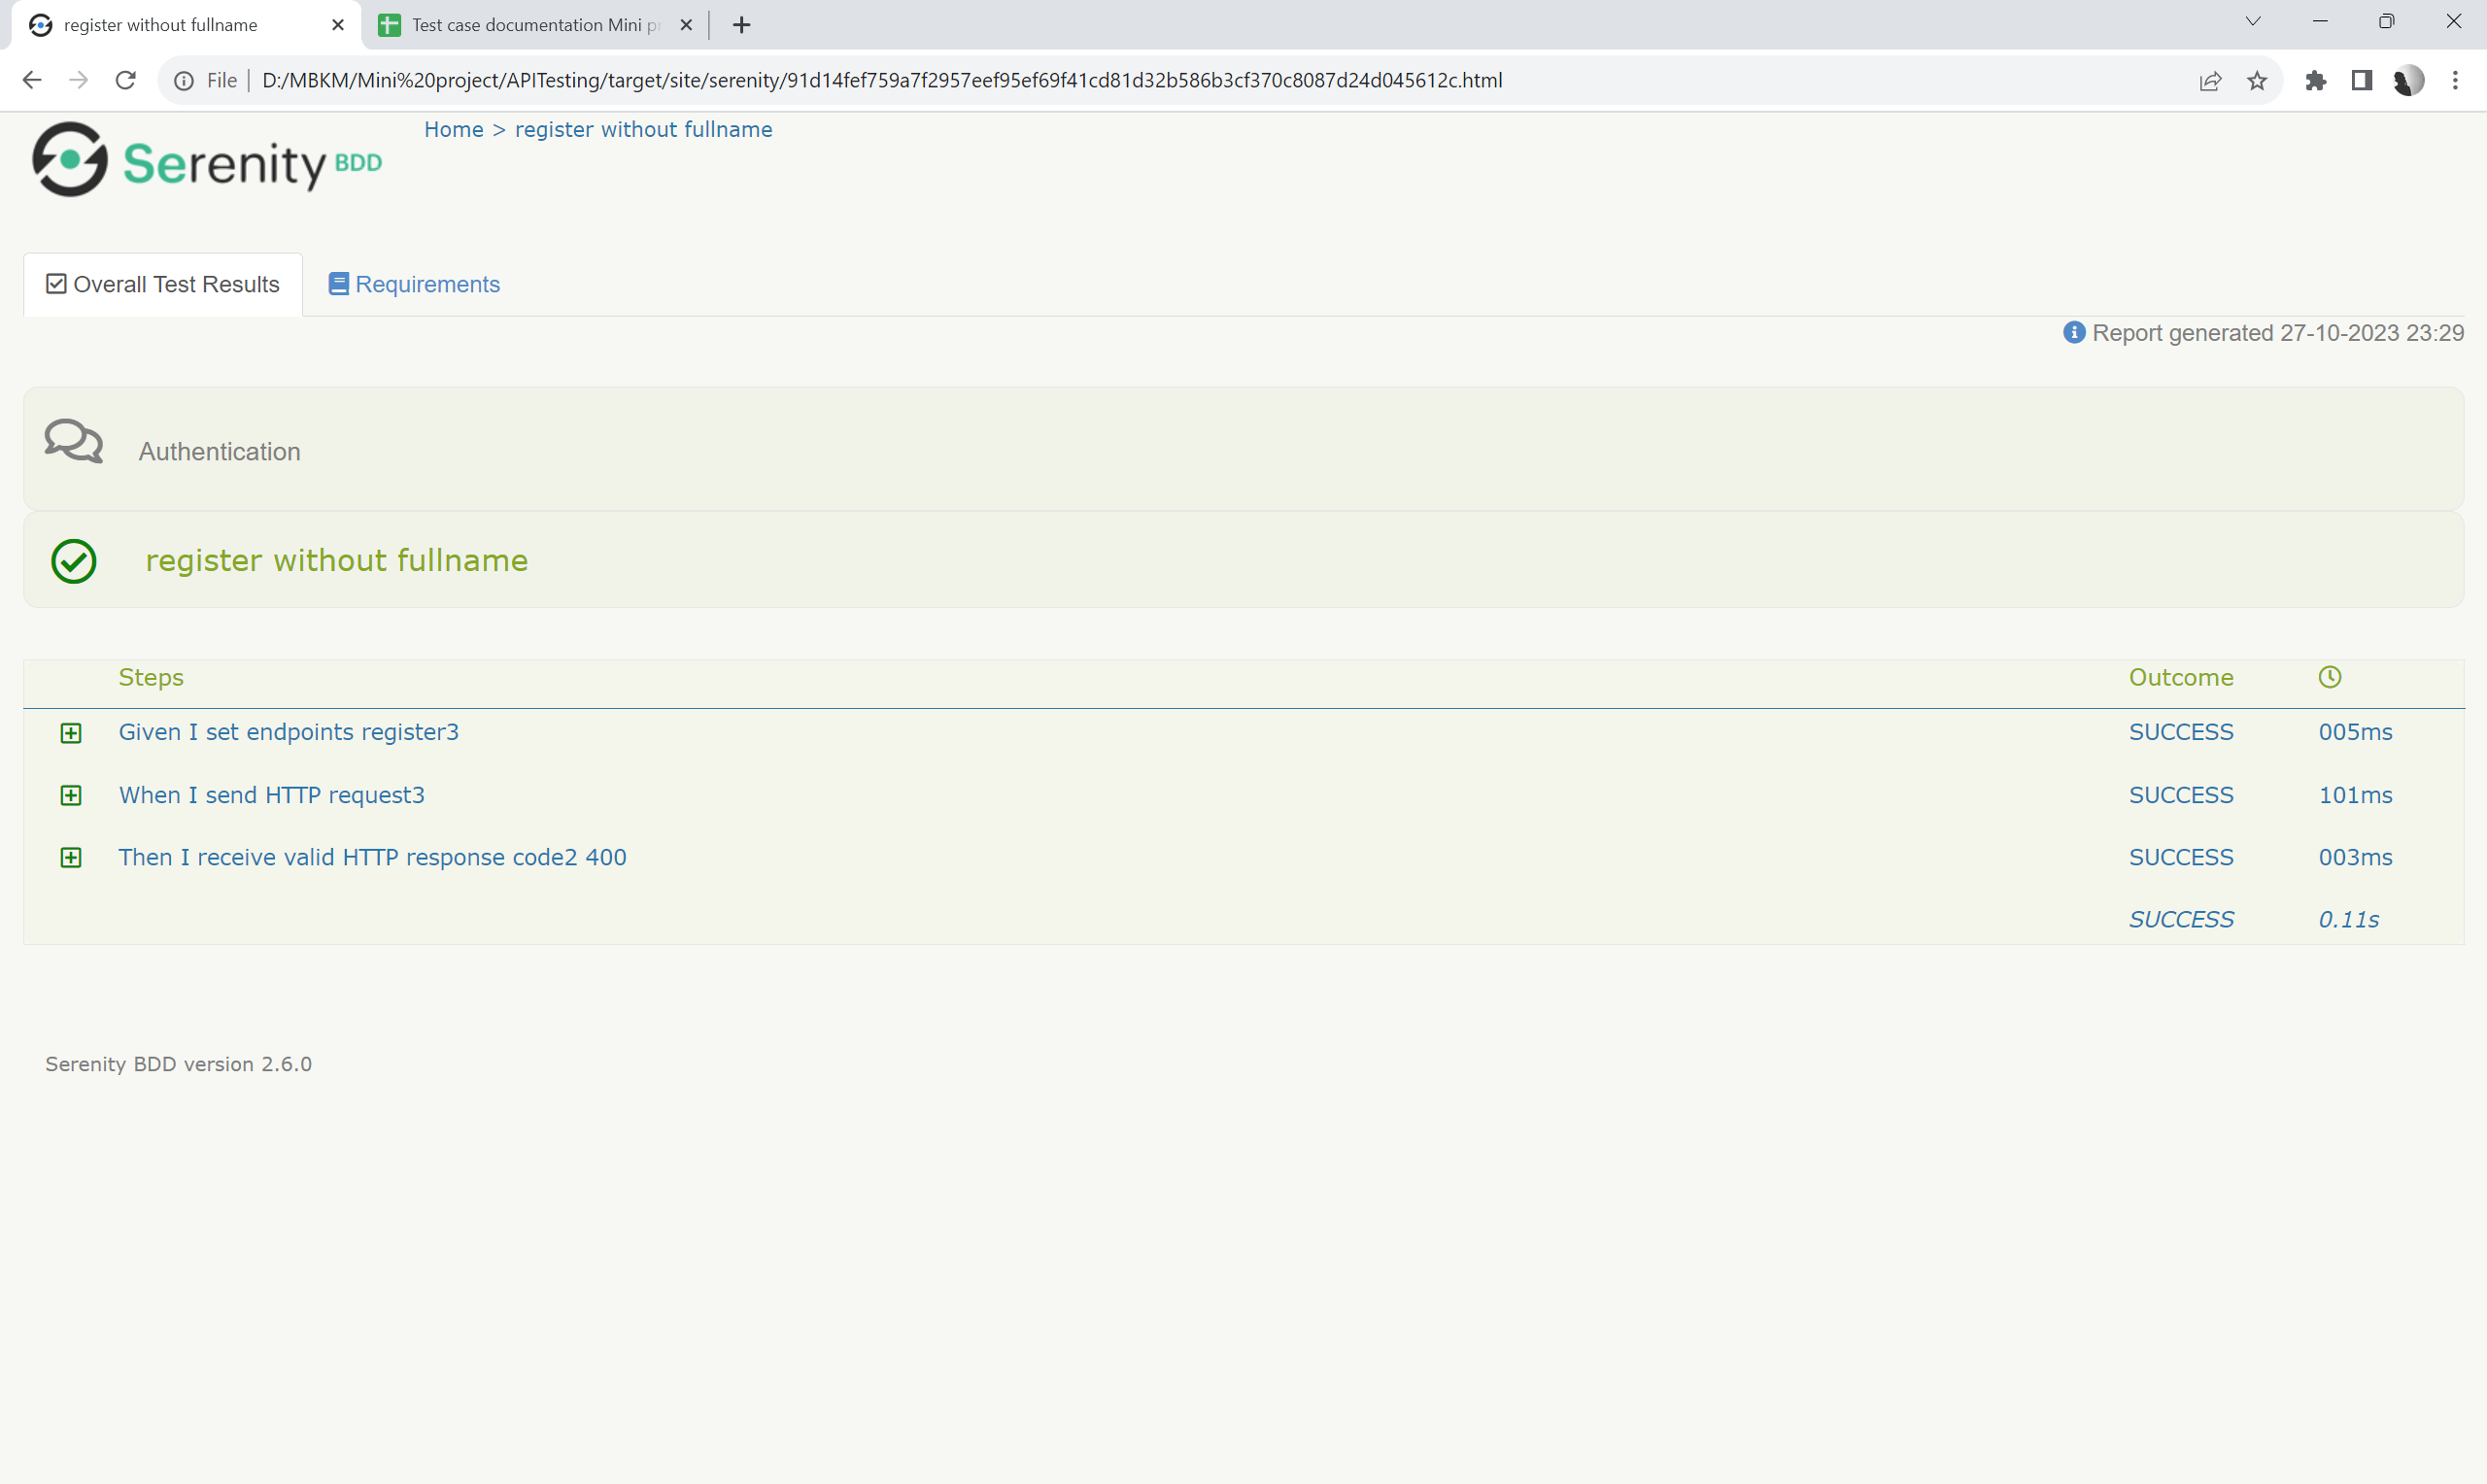 register without fullname
Test case documentation Mini p
File
D:/MBKM/Mini%20project/APITesting/target/site/serenity/91d14fef759a7f2957eef95ef69f41cd81d32b586b3cf370c8087d24d045612c.html
Serenity BDD
Home > register without fullname
Overall Test Results
Requirements
Report generated 27-10-2023 23:29
Authentication
register without fullname
Steps Outcome
Given I set endpoints register3 SUCCESS 005ms
When I send HTTP request3 SUCCESS 101ms
Then I receive valid HTTP response code2 400 SUCCESS 003ms
SUCCESS 0.11s
Serenity BDD version 2.6.0